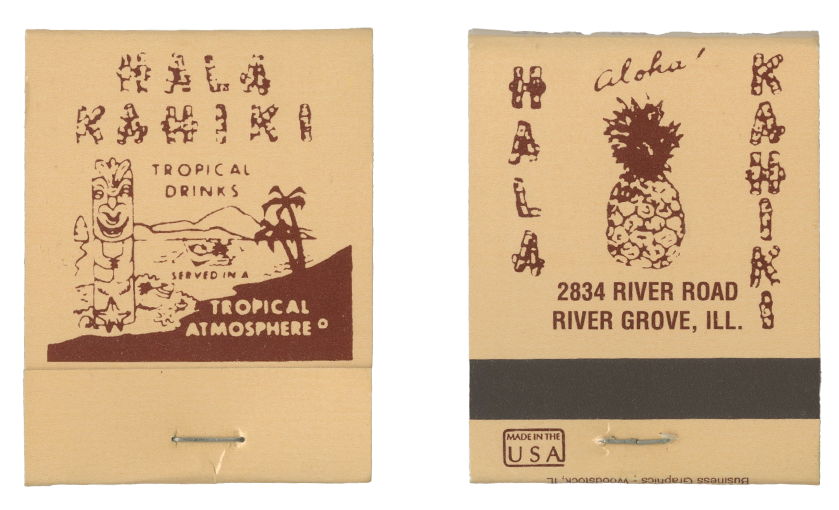 HALA
KAHIKI
TROPICAL
DRINKS
SERVED IN A
TROPICAL
ATMOSPHERE
aloha'
HALA
KAHIKI
2834 RIVER ROAD
RIVER GROVE, ILL.
MADE IN THE
USA
Business Graphics, Woodstock, IL